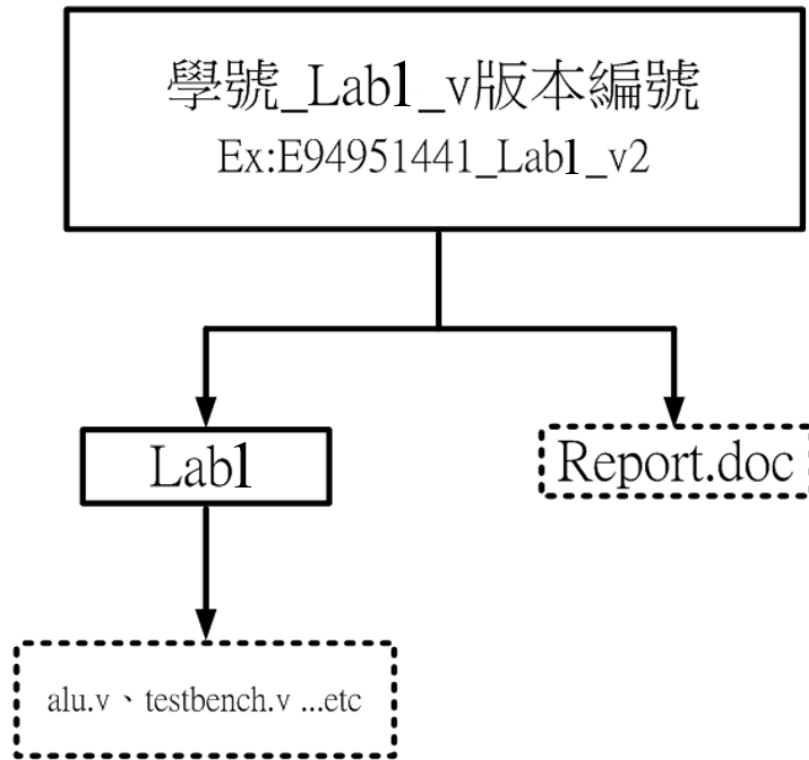 學號_Lab1_v版本編號
Ex:E94951441_Lab1_v2
Lab1
Report.doc
alu.v、testbench.v ...etc